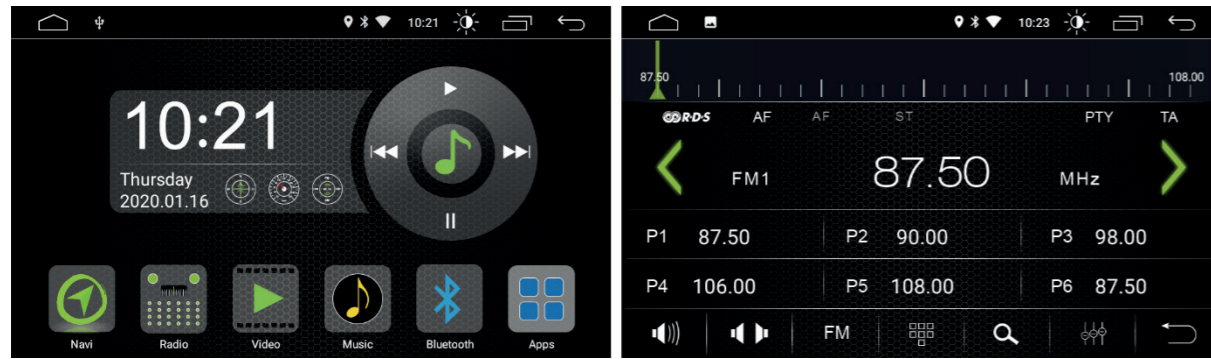 10:21
10:21
Thursday
2020.01.16
Navi Radio Video Music Bluetooth Apps
10:23
87.50 108.00
R·D·S AF AF ST PTY TA
FM1 87.50 MHz
P1 87.50 P2 90.00 P3 98.00
P4 106.00 P5 108.00 P6 87.50
FM